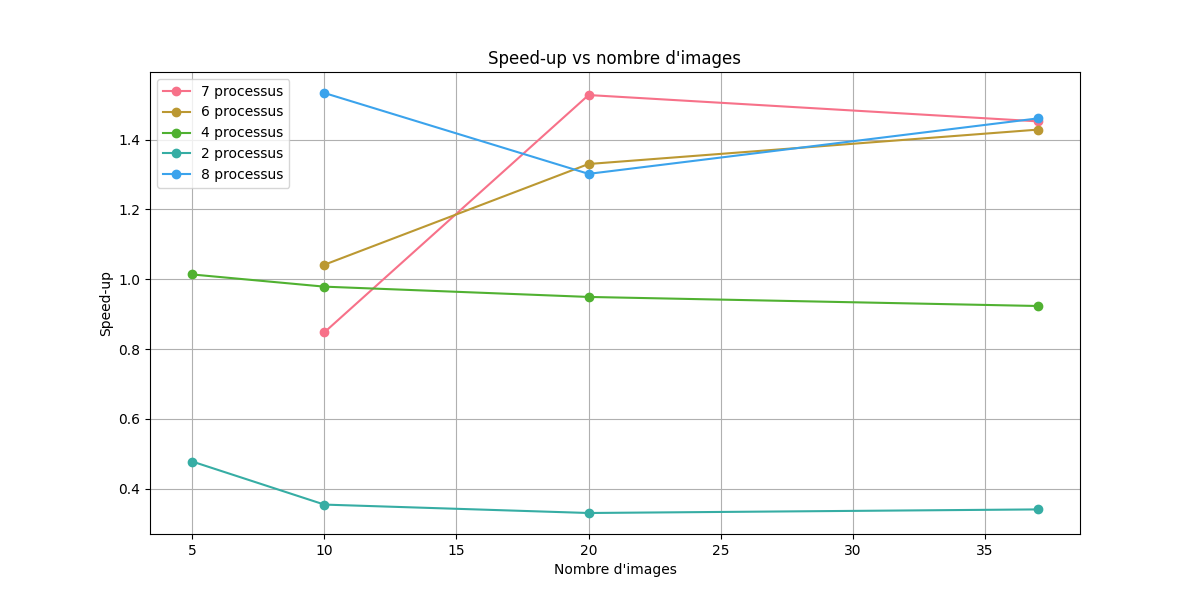 Speed-up vs nombre d'images
7 processus
6 processus
4 processus
2 processus
8 processus
Speed-up
1.4
1.2
1.0
0.8
0.6
0.4
5 10 15 20 25 30 35
Nombre d'images